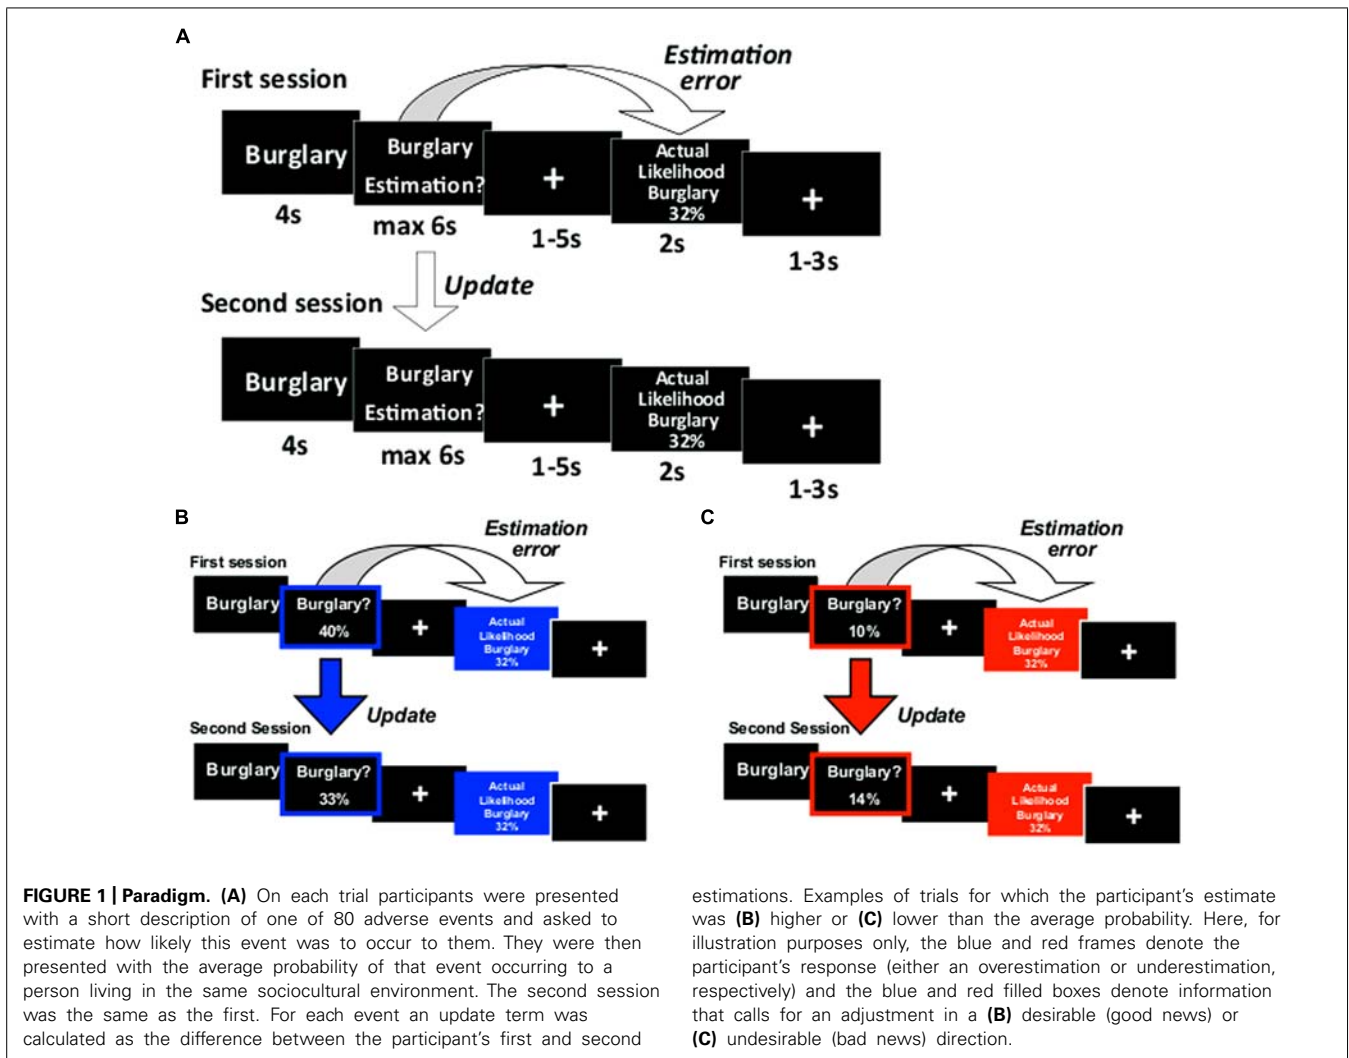 A
First session
Estimation
error
Burglary
Burglary
Estimation?
+
Actual
Likelihood
Burglary
32%
+
4s
max 6s
1-5s
2s
1-3s
Update
Second session
Burglary
Burglary
Estimation?
+
Actual
Likelihood
Burglary
32%
+
4s
max 6s
1-5s
2s
1-3s
B
Estimation
error
First session
Burglary
Burglary?
40%
+
Actual
Likelihood
Burglary
32%
+
Update
Second Session
Burglary
Burglary?
33%
+
Actual
Likelihood
Burglary
32%
+
C
Estimation
error
First session
Burglary
Burglary?
10%
+
Actual
Likelihood
Burglary
32%
+
Update
Second Session
Burglary
Burglary?
14%
+
Actual
Likelihood
Burglary
32%
+
FIGURE 1 | Paradigm. (A) On each trial participants were presented
with a short description of one of 80 adverse events and asked to
estimate how likely this event was to occur to them. They were then
presented with the average probability of that event occurring to a
person living in the same sociocultural environment. The second session
was the same as the first. For each event an update term was
calculated as the difference between the participant's first and second
estimations. Examples of trials for which the participant's estimate
was (B) higher or (C) lower than the average probability. Here, for
illustration purposes only, the blue and red frames denote the
participant's response (either an overestimation or underestimation,
respectively) and the blue and red filled boxes denote information
that calls for an adjustment in a (B) desirable (good news) or
(C) undesirable (bad news) direction.